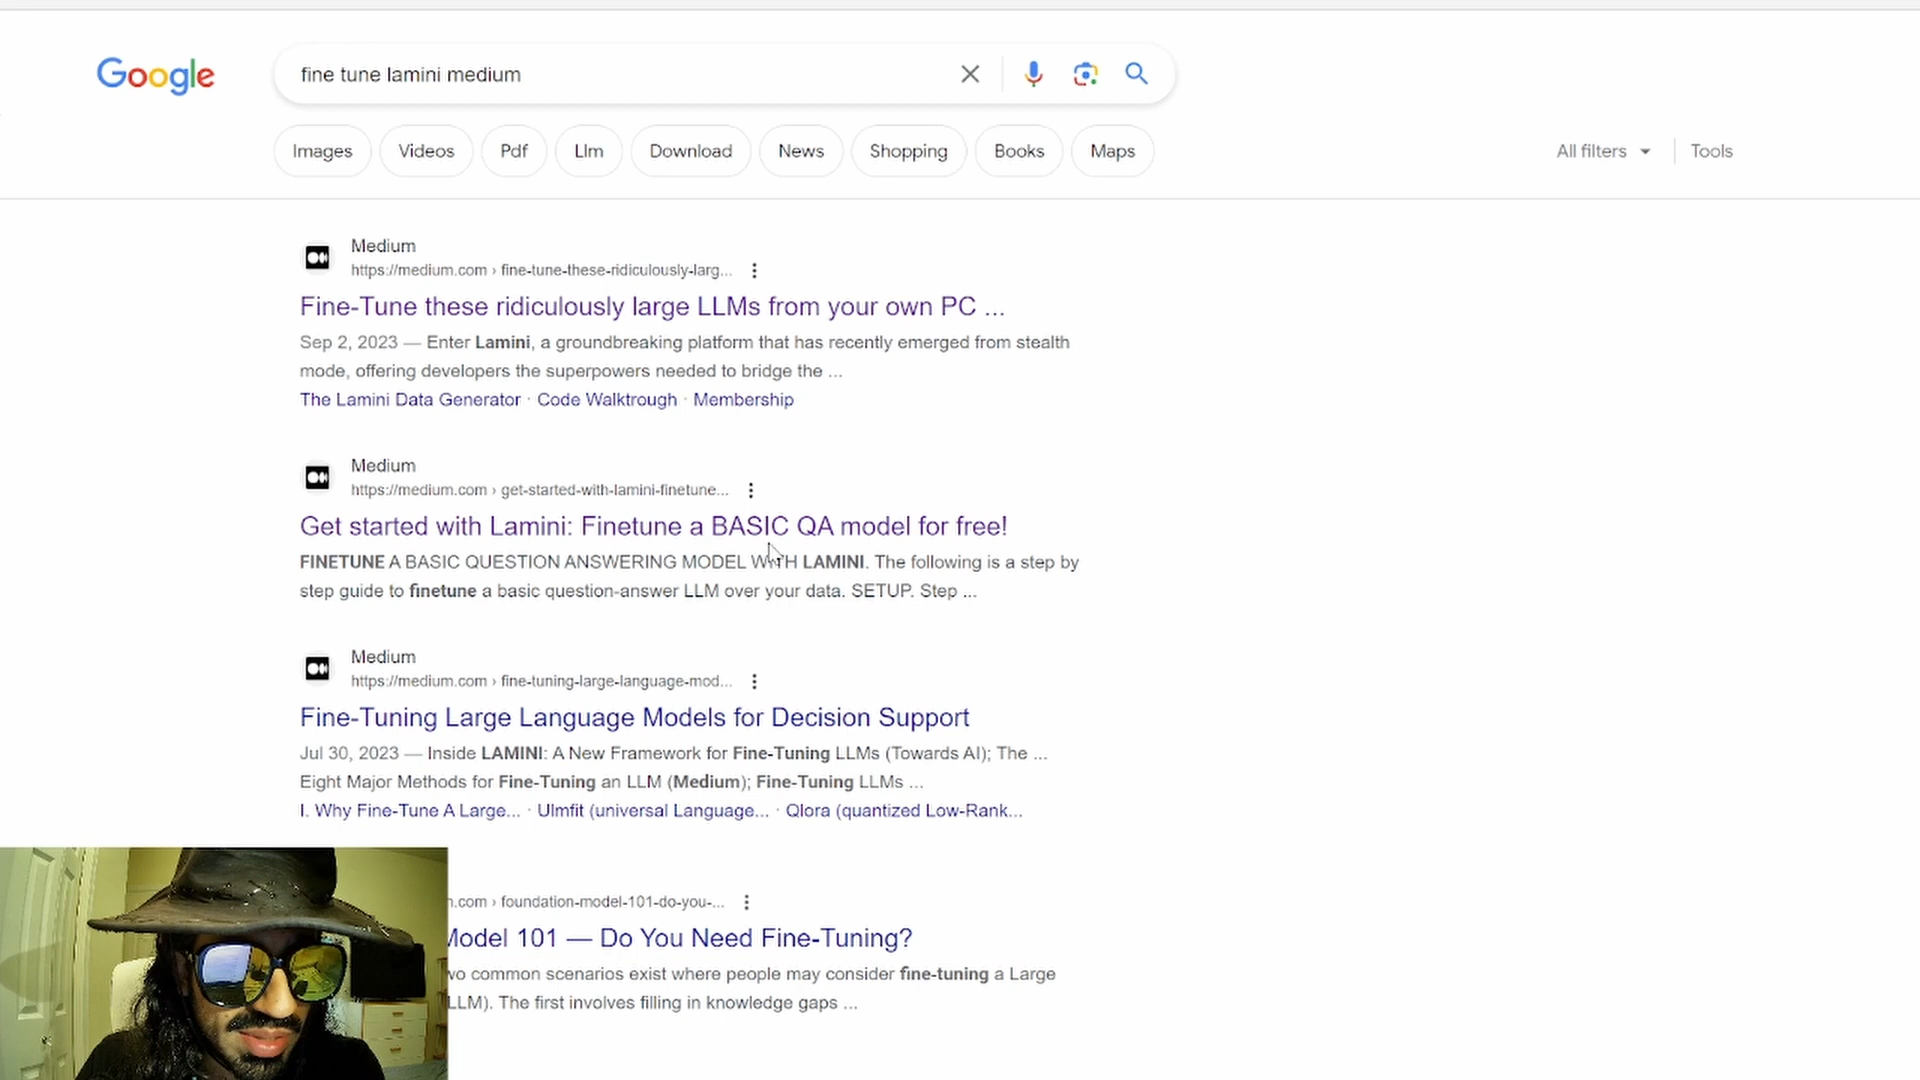 Google
fine tune lamini medium
Images
Videos
Pdf
Llm
Download
News
Shopping
Books
Maps
All filters
Tools
Medium
https://medium.com › fine-tune-these-ridiculously-larg...
Fine-Tune these ridiculously large LLMs from your own PC ...
Sep 2, 2023 — Enter Lamini, a groundbreaking platform that has recently emerged from stealth
mode, offering developers the superpowers needed to bridge the ...
The Lamini Data Generator · Code Walktrough · Membership
Medium
https://medium.com › get-started-with-lamini-finetune...
Get started with Lamini: Finetune a BASIC QA model for free!
FINETUNE A BASIC QUESTION ANSWERING MODEL WITH LAMINI. The following is a step by
step guide to finetune a basic question-answer LLM over your data. SETUP. Step ...
Medium
https://medium.com › fine-tuning-large-language-mod...
Fine-Tuning Large Language Models for Decision Support
Jul 30, 2023 — Inside LAMINI: A New Framework for Fine-Tuning LLMs (Towards AI); The ...
Eight Major Methods for Fine-Tuning an LLM (Medium); Fine-Tuning LLMs ...
I. Why Fine-Tune A Large... · Ulmfit (universal Language... · Qlora (quantized Low-Rank...
.com › foundation-model-101-do-you-...
Model 101 — Do You Need Fine-Tuning?
common scenarios exist where people may consider fine-tuning a Large
LLM). The first involves filling in knowledge gaps ...